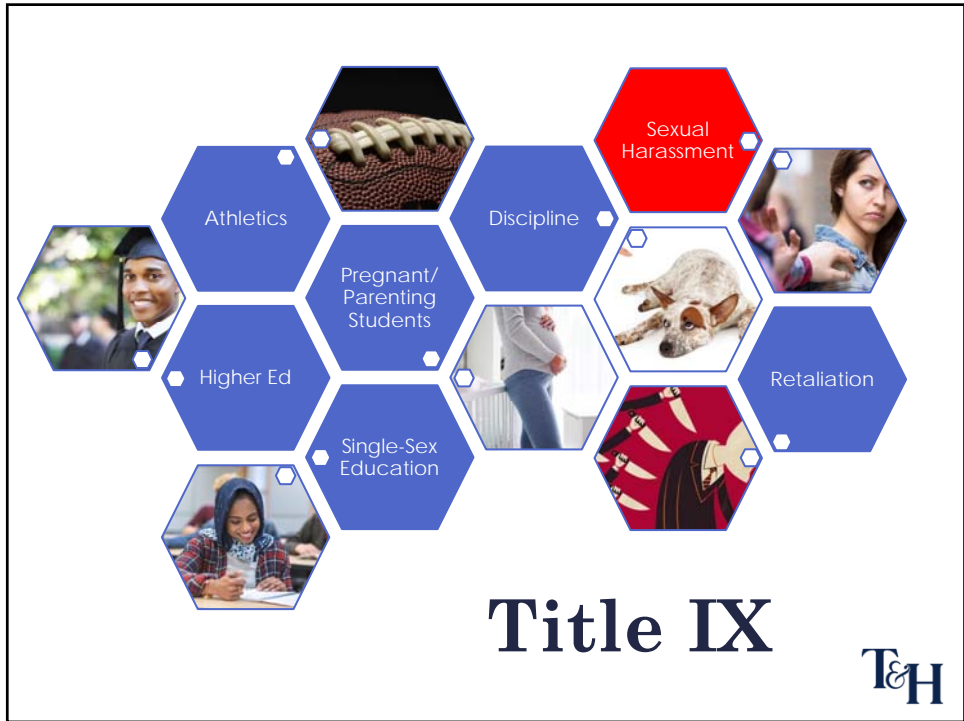 Sexual
Harassment
Athletics
Discipline
Pregnant/
Parenting
Students
Higher Ed
Retaliation
Single-Sex
Education
Title IX
T&H